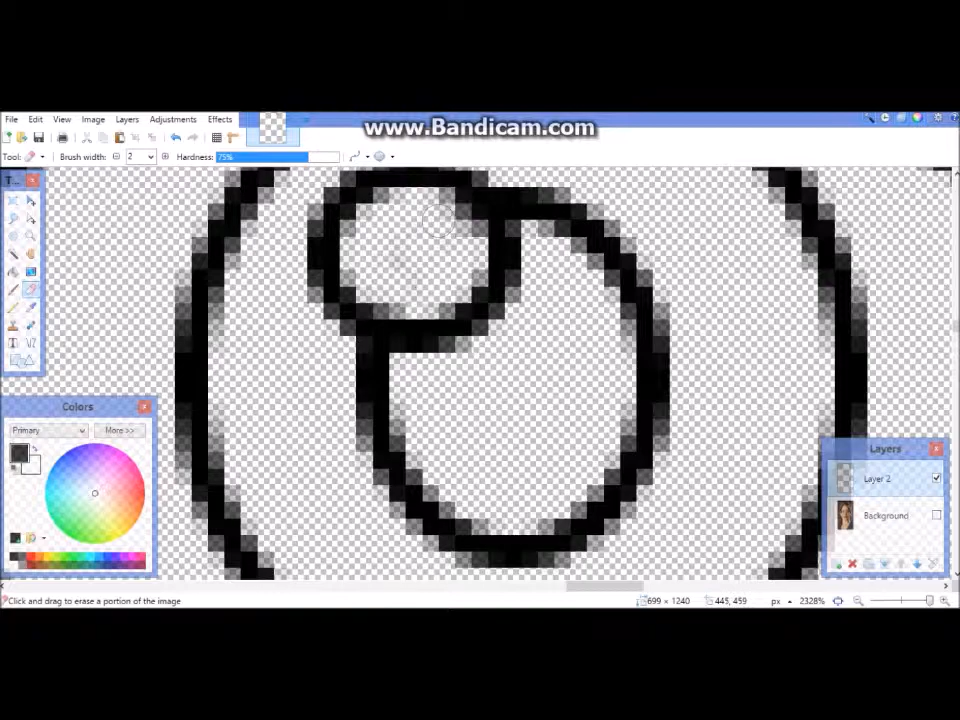 File Edit View Image Layers Adjustments Effects
www.Bandicam.com
Tool: Brush width: 2 Hardness: 75%
T...
Colors
Primary More >>
Layers
Layer 2
Background
Click and drag to erase a portion of the image 699 × 1240 445, 459 px 2328%